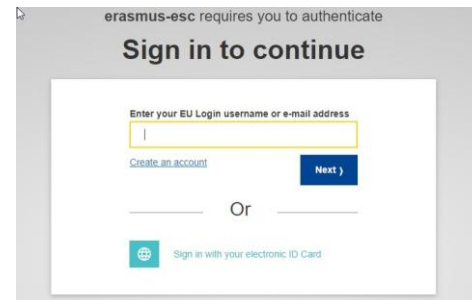 erasmus-esc requires you to authenticate
Sign in to continue
Enter your EU Login username or e-mail address
Create an account
Next ⟩
Or
Sign in with your electronic ID Card